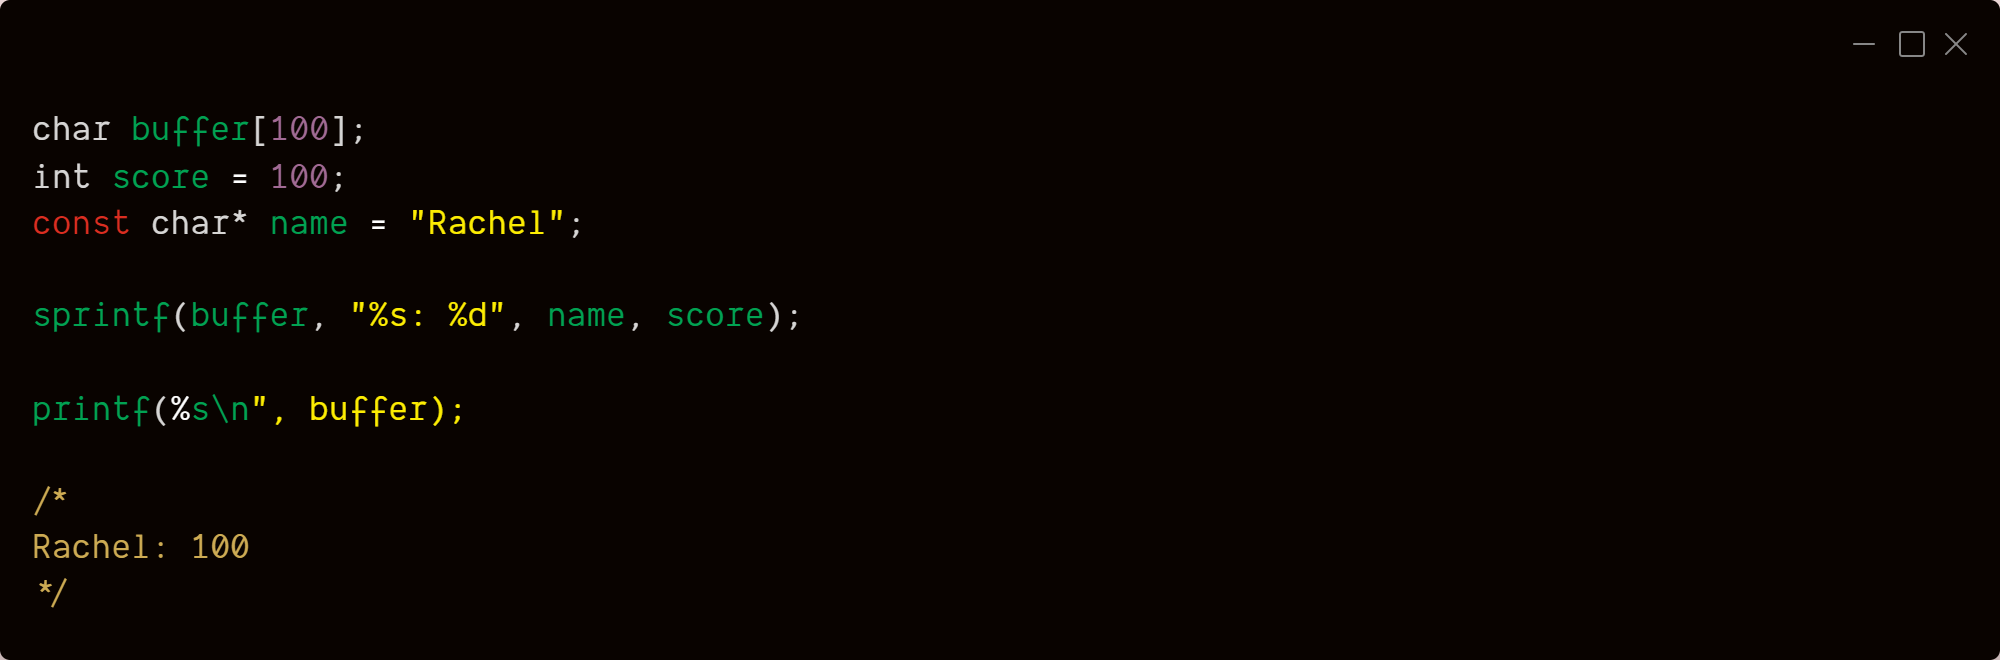 char buffer[100];
int score = 100;
const char* name = "Rachel";
sprintf(buffer, "%s: %d", name, score);
printf(%s\n", buffer);
/*
Rachel: 100
*/